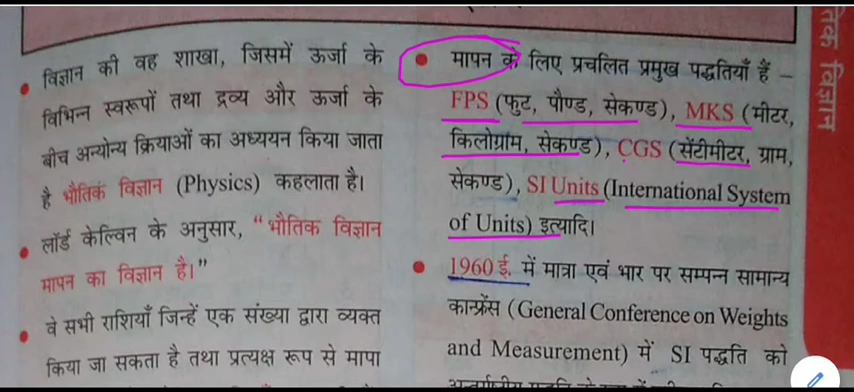 विज्ञान की वह शाखा, जिसमें ऊर्जा के
विभिन्न स्वरूपों तथा द्रव्य और ऊर्जा के
बीच अन्योन्य क्रियाओं का अध्ययन किया जाता
है भौतिक विज्ञान (Physics) कहलाता है।
लॉर्ड केल्विन के अनुसार, “भौतिक विज्ञान
मापन का विज्ञान है।”
वे सभी राशियाँ जिन्हें एक संख्या द्वारा व्यक्त
किया जा सकता है तथा प्रत्यक्ष रूप से मापा
मापन के लिए प्रचलित प्रमुख पद्धतियाँ हैं –
FPS (फुट, पौण्ड, सेकण्ड), MKS (मीटर,
किलोग्राम, सेकण्ड), CGS (सेंटीमीटर, ग्राम,
सेकण्ड), SI Units (International System
of Units) इत्यादि।
1960 ई. में मात्रा एवं भार पर सम्पन्न सामान्य
कान्फ्रेंस (General Conference on Weights
and Measurement) में SI पद्धति को
विज्ञान